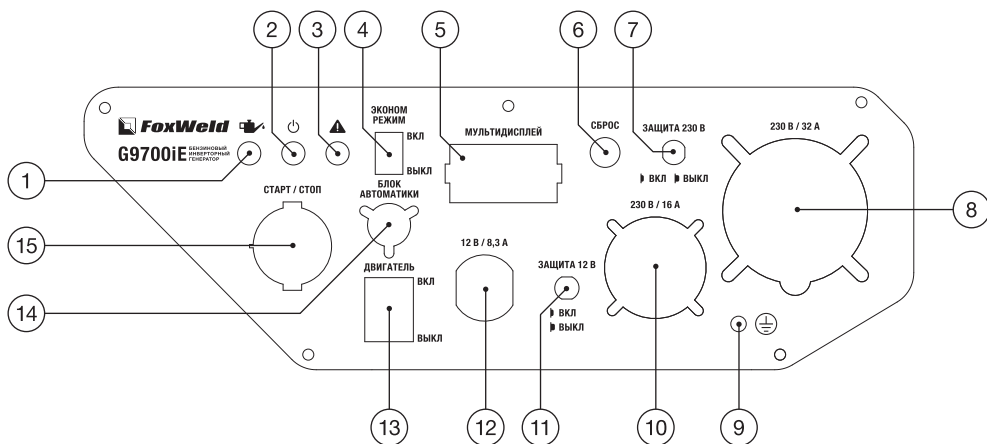 2
3
4
5
6
7
ЭКОНОМ
РЕЖИМ
ВКЛ
ВЫКЛ
МУЛЬТИДИСПЛЕЙ
СБРОС
ЗАЩИТА 230 В
ВКЛ ВЫКЛ
230 В / 32 А
FoxWeld
G9700iE
БЕНЗИНОВЫЙ
ИНВЕРТОРНЫЙ
ГЕНЕРАТОР
1
СТАРТ / СТОП
БЛОК
АВТОМАТИКИ
230 В / 16 А
8
15
12 В / 8,3 А
ЗАЩИТА 12 В
ВКЛ
ВЫКЛ
ДВИГАТЕЛЬ
ВКЛ
ВЫКЛ
14
13
12
11
10
9